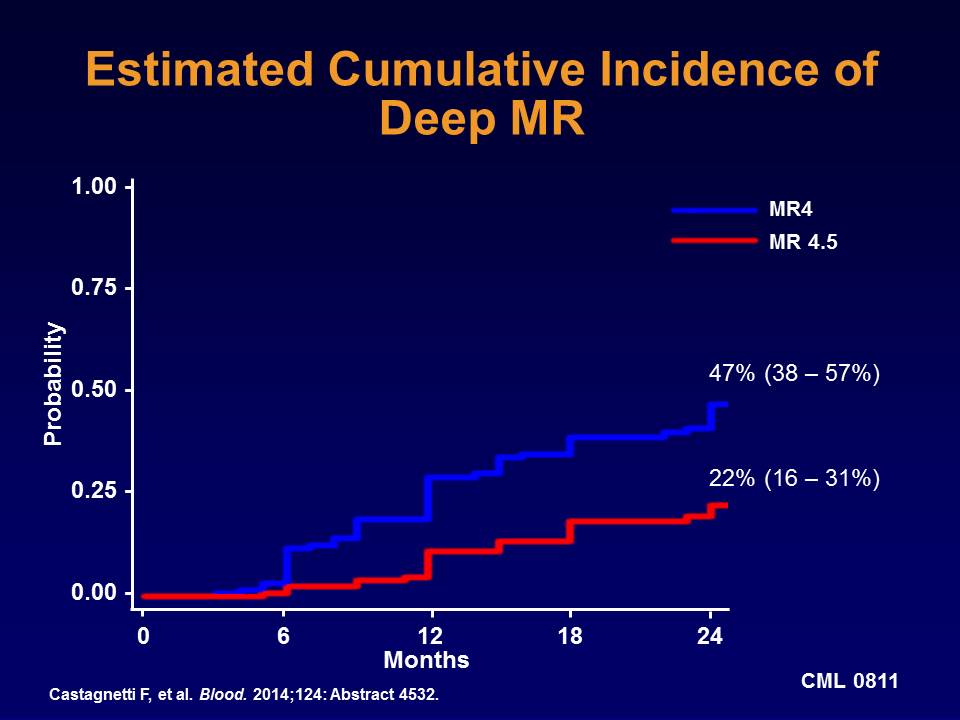 Estimated Cumulative Incidence of
Deep MR
1.00
0.75
0.50
0.25
0.00
Probability
MR4
MR 4.5
47% (38 – 57%)
22% (16 – 31%)
0 6 12 18 24
Months
CML 0811
Castagnetti F, et al. Blood. 2014;124: Abstract 4532.